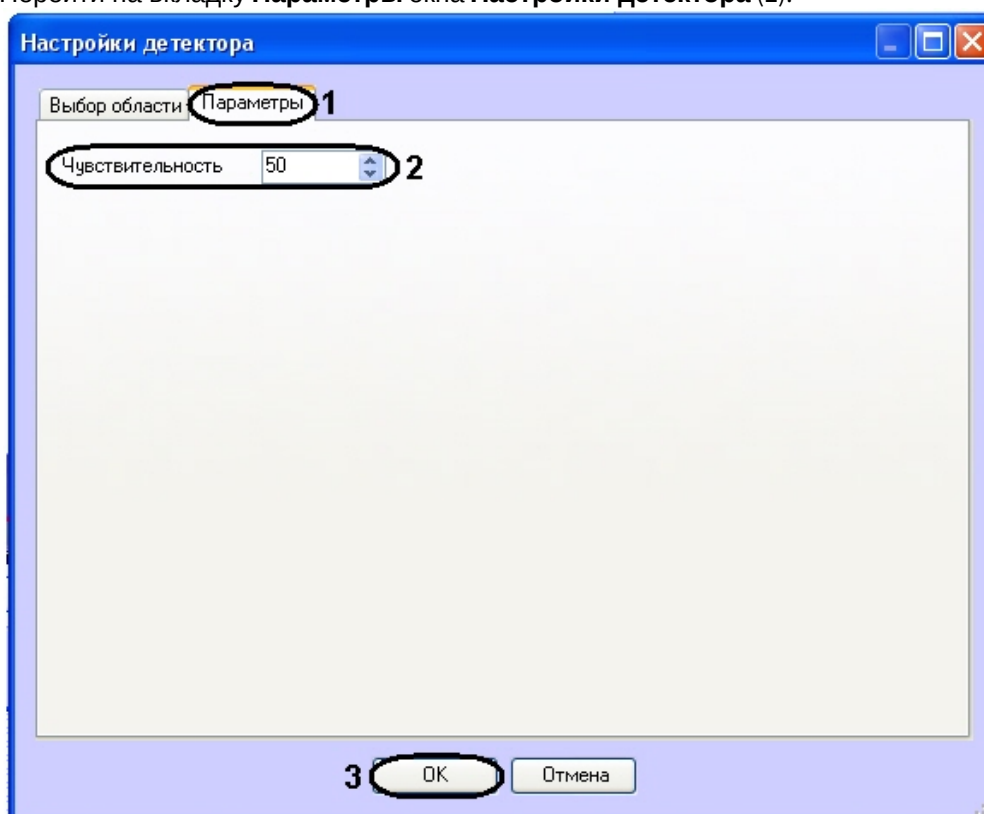 Перейти на вкладку Параметры окна Настройки детектора (1).
Настройки детектора
Выбор области Параметры 1
Чувствительность 50 2
3 OK Отмена